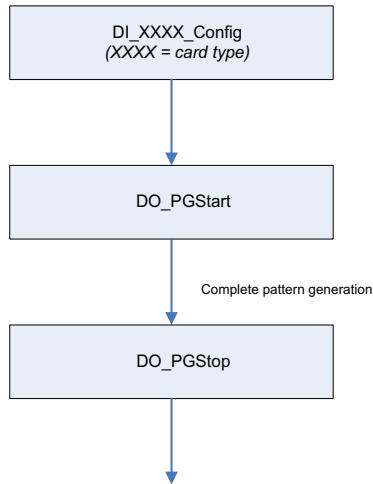 DI_XXXX_Config
(XXXX = card type)
DO_PGStart
Complete pattern generation
DO_PGStop